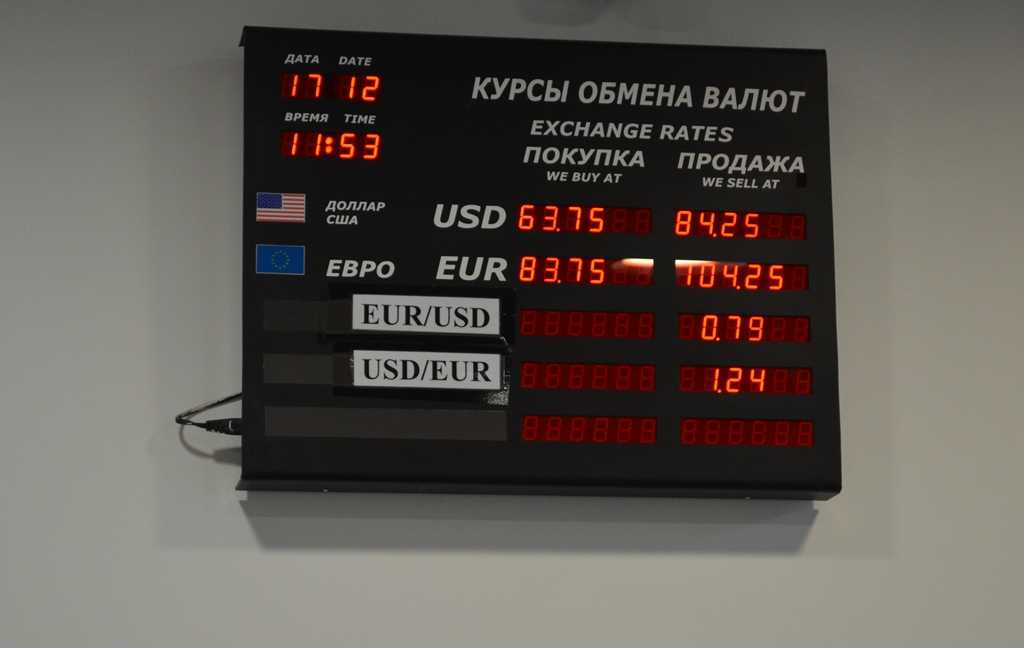 ДАТА DATE
17 12
ВРЕМЯ TIME
11:53
КУРСЫ ОБМЕНА ВАЛЮТ
EXCHANGE RATES
ПОКУПКА ПРОДАЖА
WE BUY AT WE SELL AT
ДОЛЛАР
США
USD 63.75 84.25
ЕВРО EUR 83.75 104.25
EUR/USD 0.79
USD/EUR 1.24